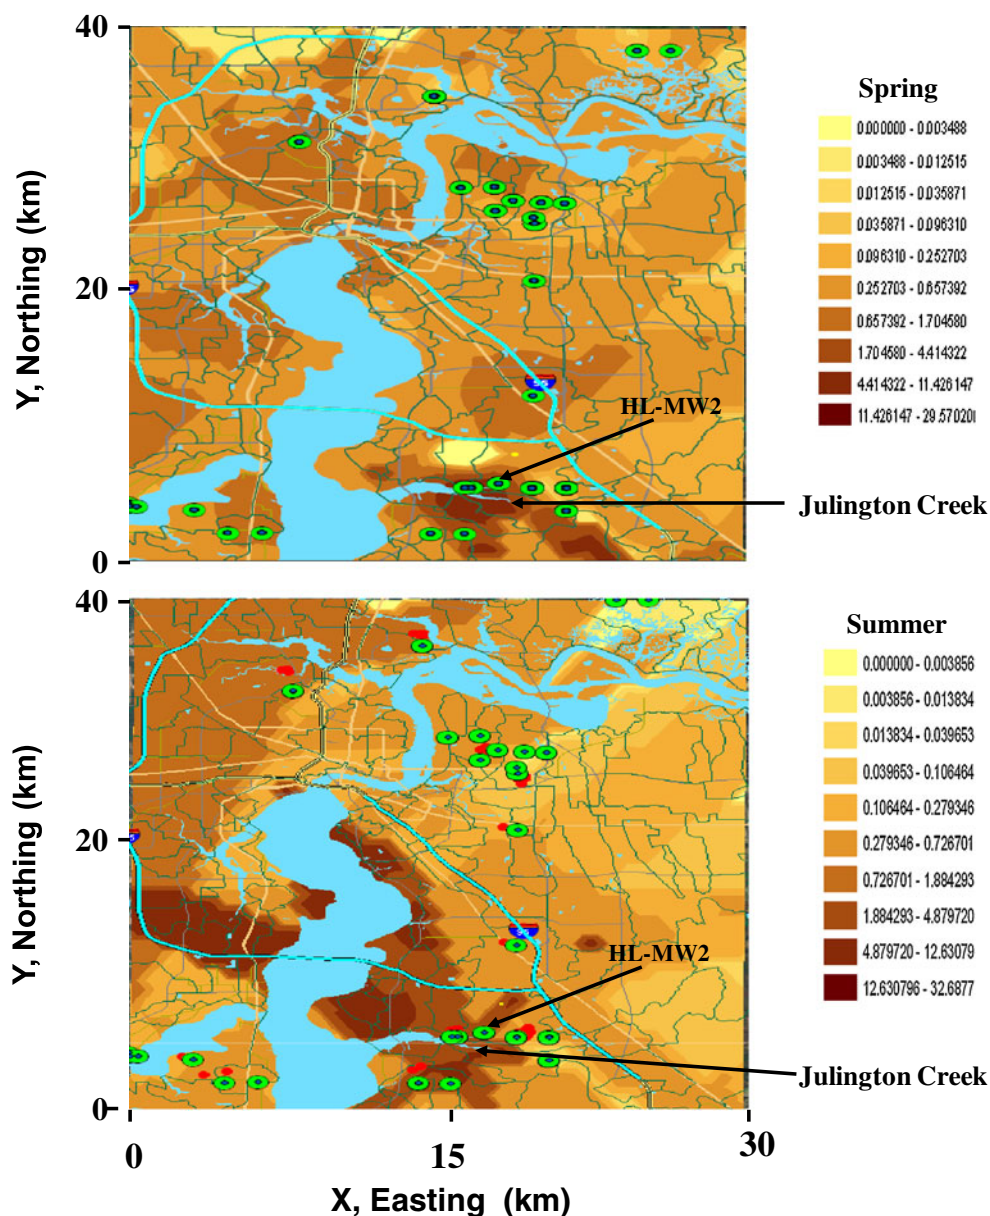 40
Y, Northing (km)
20
0
HL-MW2
Julington Creek
Spring
0.000000 - 0.003488
0.003488 - 0.012515
0.012515 - 0.035871
0.035871 - 0.096310
0.096310 - 0.252703
0.252703 - 0.657392
0.657392 - 1.704580
1.704580 - 4.414322
4.414322 - 11.426147
11.426147 - 29.570201
40
Y, Northing (km)
20
0
HL-MW2
Julington Creek
Summer
0.000000 - 0.003856
0.003856 - 0.013834
0.013834 - 0.039653
0.039653 - 0.106464
0.106464 - 0.279346
0.279346 - 0.726701
0.726701 - 1.884293
1.884293 - 4.879720
4.879720 - 12.63079
12.630796 - 32.6877
0 15 30
X, Easting (km)